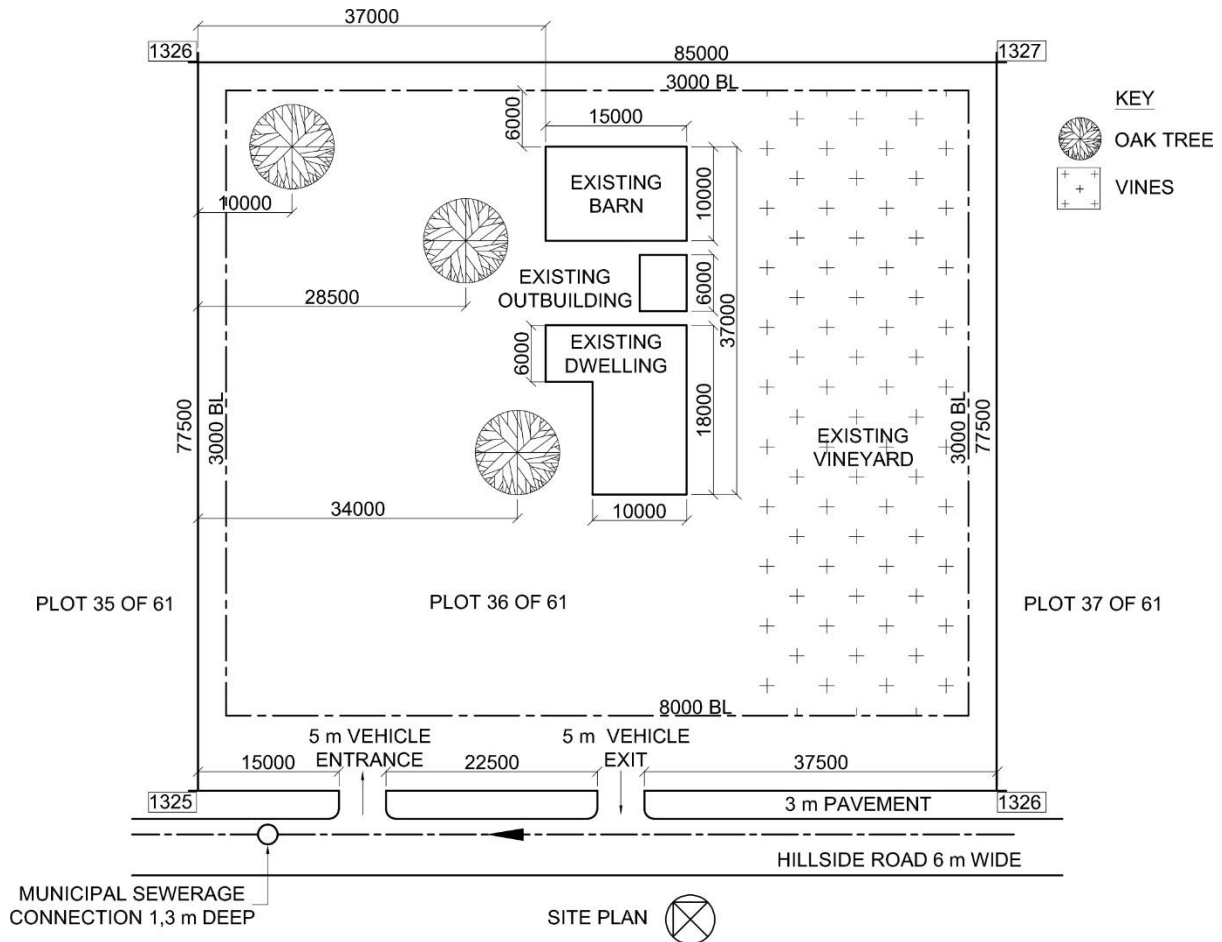 37000
1326
85000
1327
3000 BL
KEY
6000
15000
OAK TREE
VINES
EXISTING
BARN
10000
10000
EXISTING
OUTBUILDING
6000
28500
37000
EXISTING
DWELLING
6000
18000
77500
3000 BL
EXISTING
VINEYARD
3000 BL
77500
34000
10000
PLOT 35 OF 61
PLOT 36 OF 61
PLOT 37 OF 61
8000 BL
5 m VEHICLE
ENTRANCE
5 m VEHICLE
EXIT
15000
22500
37500
1325
3 m PAVEMENT
1326
HILLSIDE ROAD 6 m WIDE
MUNICIPAL SEWERAGE
CONNECTION 1,3 m DEEP
SITE PLAN